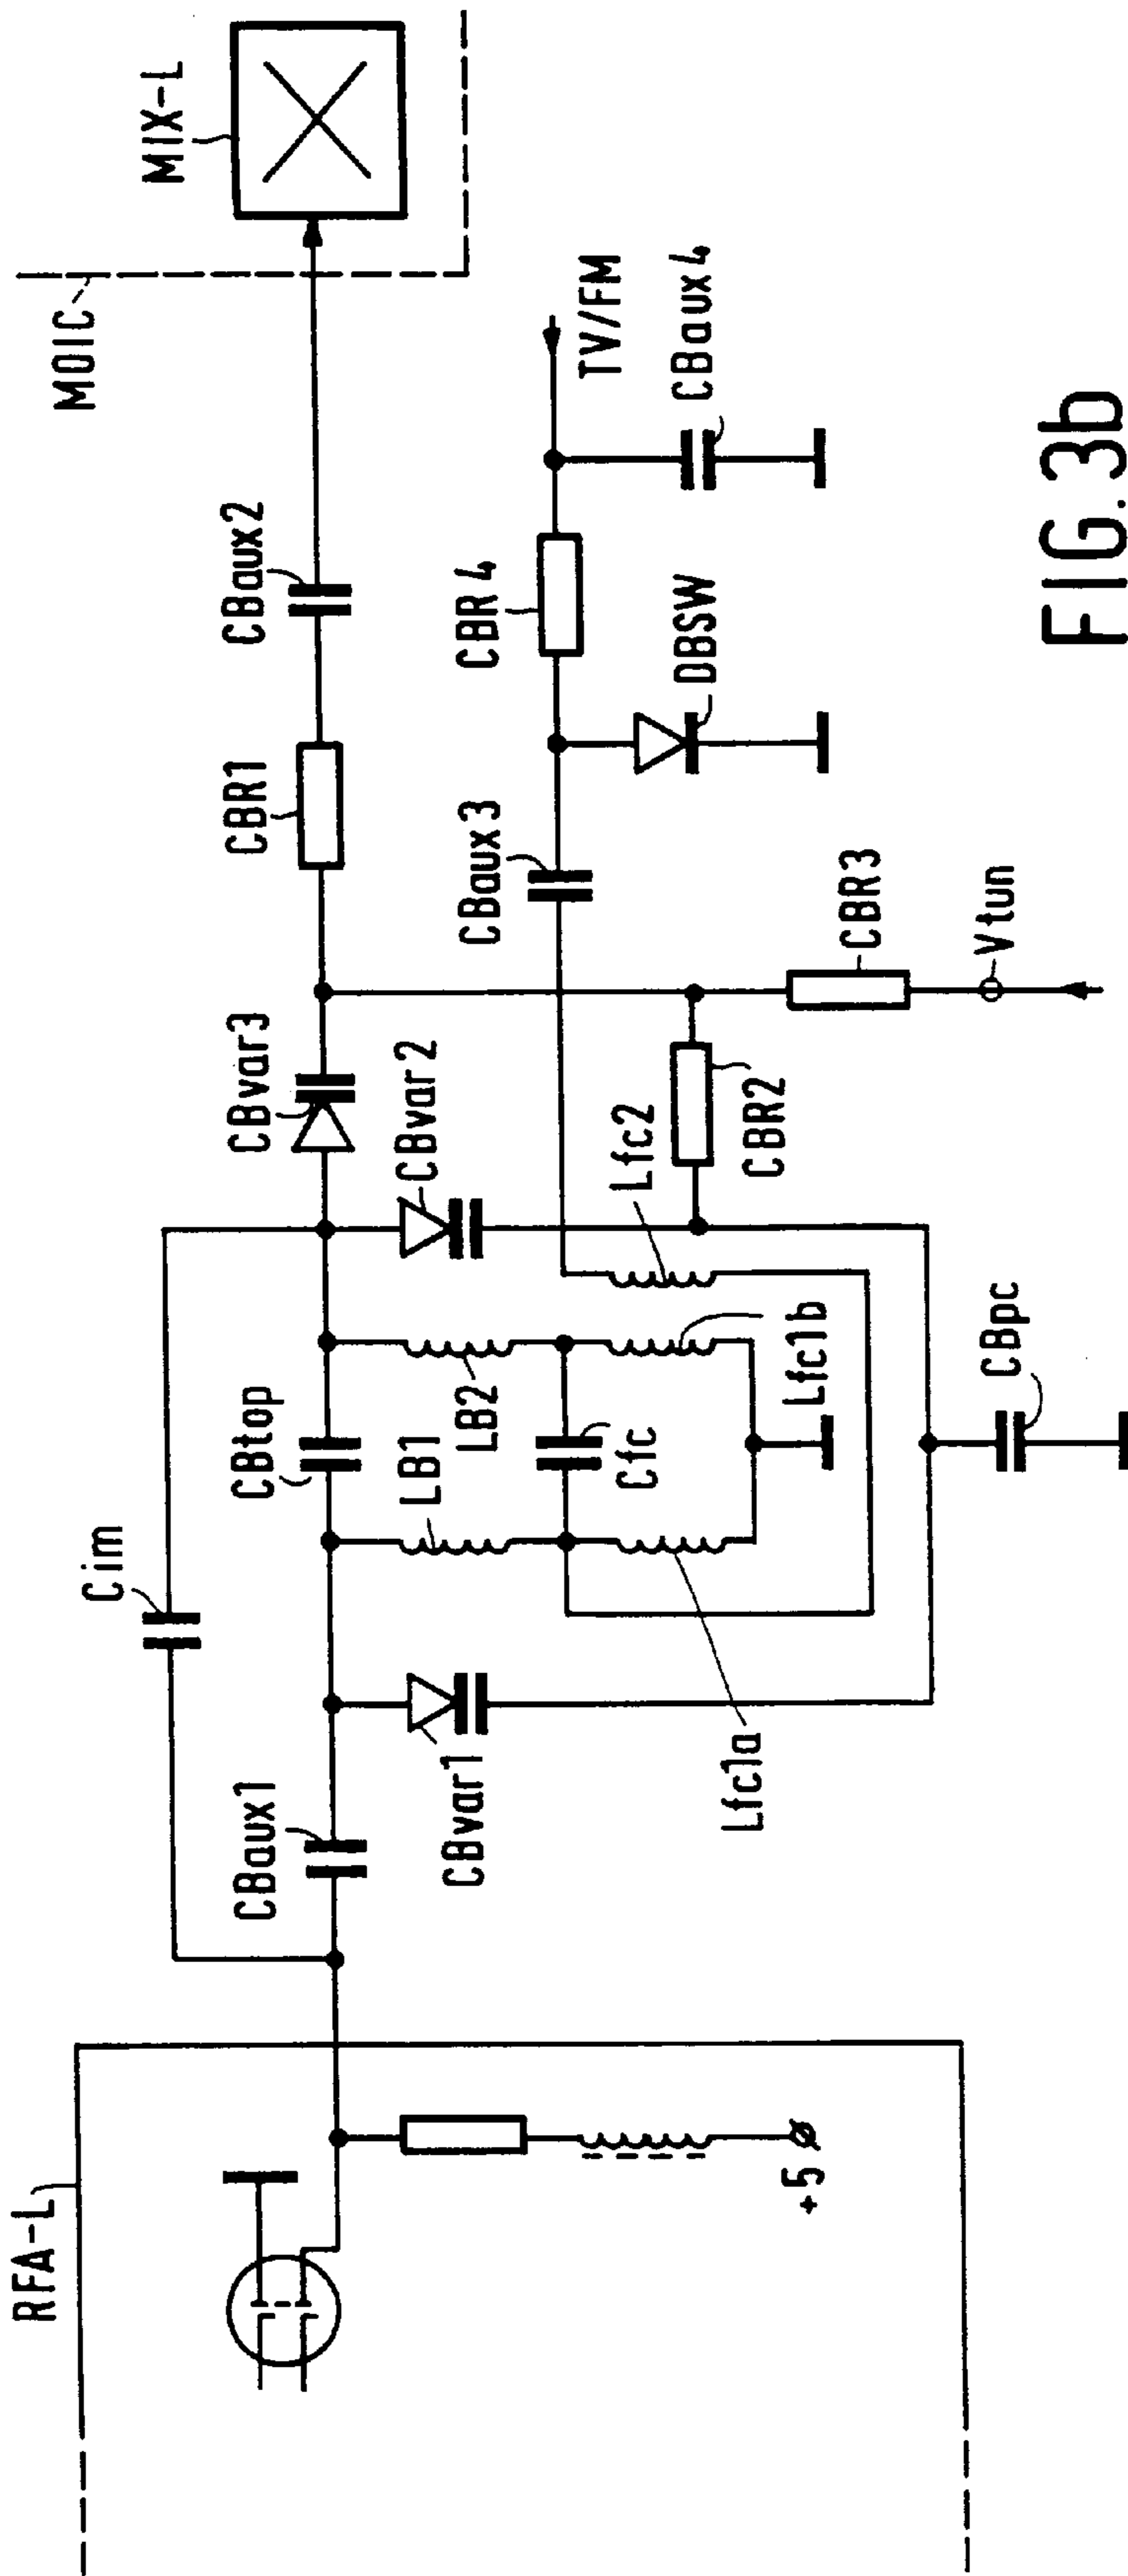 RFA-L
+5
Cim
CBaux1
CBvar1
CBtop
LB1
LB2
Cfc
Lfc1a
Lfc1b
Lfc2
CBvar3
CBvar2
CBR1
CBaux2
MOIC
MIX-L
CBaux3
CBR4
DBSW
TV/FM
CBaux4
CBR2
CBR3
Vtun
CBpc
FIG. 3b